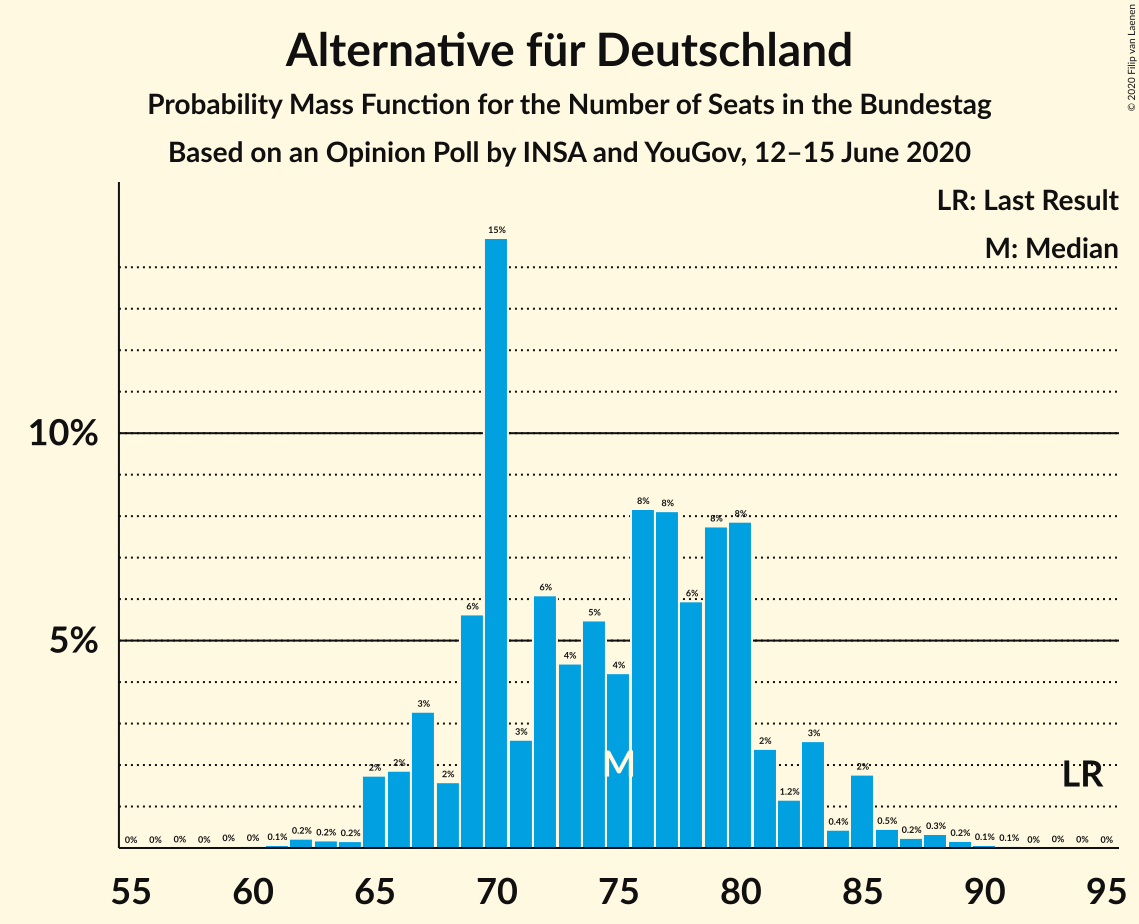 © 2020 Filip van Laenen
Alternative für Deutschland
Probability Mass Function for the Number of Seats in the Bundestag
Based on an Opinion Poll by INSA and YouGov, 12–15 June 2020
LR: Last Result
M: Median
10%
5%
0% 0% 0% 0% 0% 0% 0.1% 0.2% 0.2% 0.2% 2% 2% 3% 2% 6% 15% 3% 6% 4% 5% 4% 8% 8% 6% 8% 8% 2% 1.2% 3% 0.4% 2% 0.5% 0.2% 0.3% 0.2% 0.1% 0.1% 0% 0% 0% 0%
M
LR
55 60 65 70 75 80 85 90 95